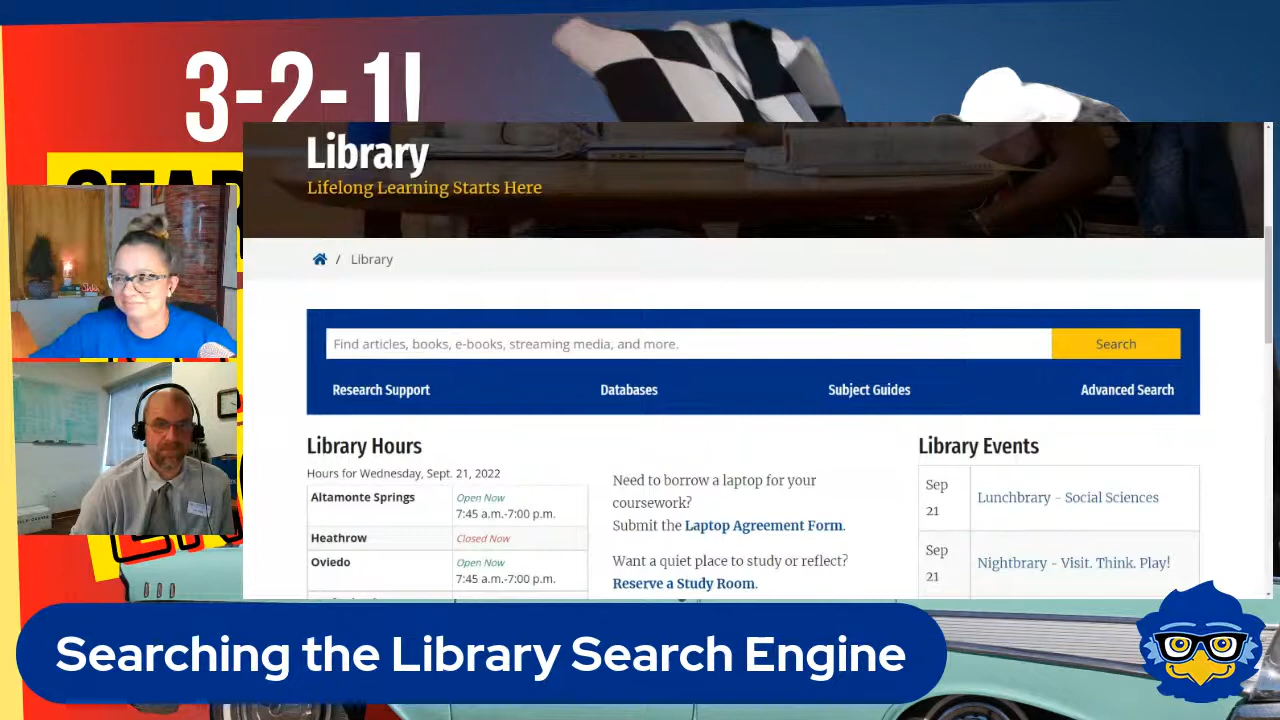 3-2-1!
Library
Lifelong Learning Starts Here
/ Library
Find articles, books, e-books, streaming media, and more.
Search
Research Support
Databases
Subject Guides
Advanced Search
Library Hours
Hours for Wednesday, Sept. 21, 2022
Altamonte Springs
Open Now
7:45 a.m.-7:00 p.m.
Heathrow
Closed Now
Oviedo
Open Now
7:45 a.m.-7:00 p.m.
Need to borrow a laptop for your
coursework?
Submit the Laptop Agreement Form.
Want a quiet place to study or reflect?
Reserve a Study Room.
Library Events
Sep
21
Lunchbrary - Social Sciences
Sep
21
Nightbrary - Visit. Think. Play!
Searching the Library Search Engine